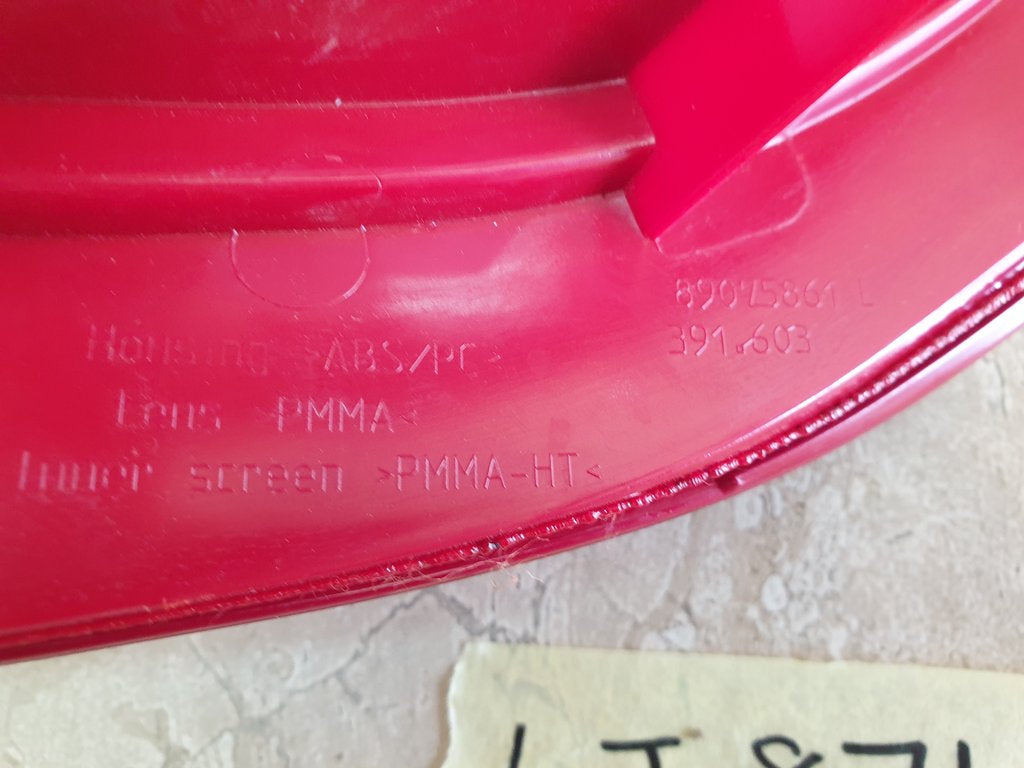 89075861 L
391.603
Housing >ABS/PC<
Lens >PMMA<
Inner screen >PMMA-HT<